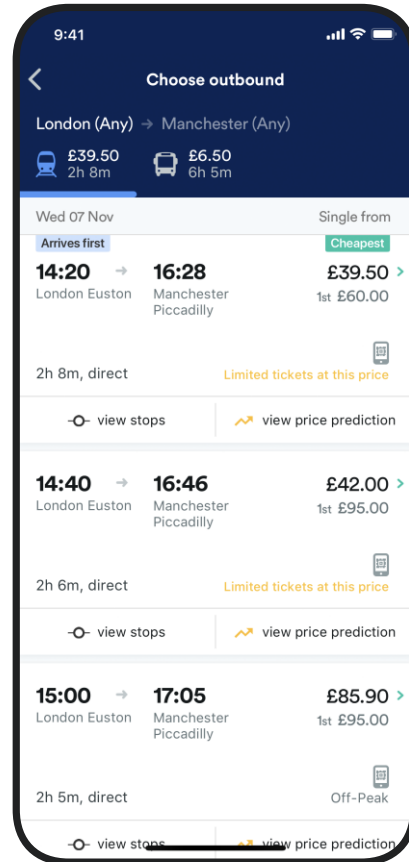 9:41
Choose outbound
London (Any) → Manchester (Any)
£39.50 £6.50
2h 8m 6h 5m
Wed 07 Nov Single from
Arrives first Cheapest
14:20 → 16:28 £39.50 >
London Euston Manchester Piccadilly 1st £60.00
2h 8m, direct Limited tickets at this price
view stops view price prediction
14:40 → 16:46 £42.00 >
London Euston Manchester Piccadilly 1st £95.00
2h 6m, direct Limited tickets at this price
view stops view price prediction
15:00 → 17:05 £85.90 >
London Euston Manchester Piccadilly 1st £95.00
2h 5m, direct Off-Peak
view stops view price prediction